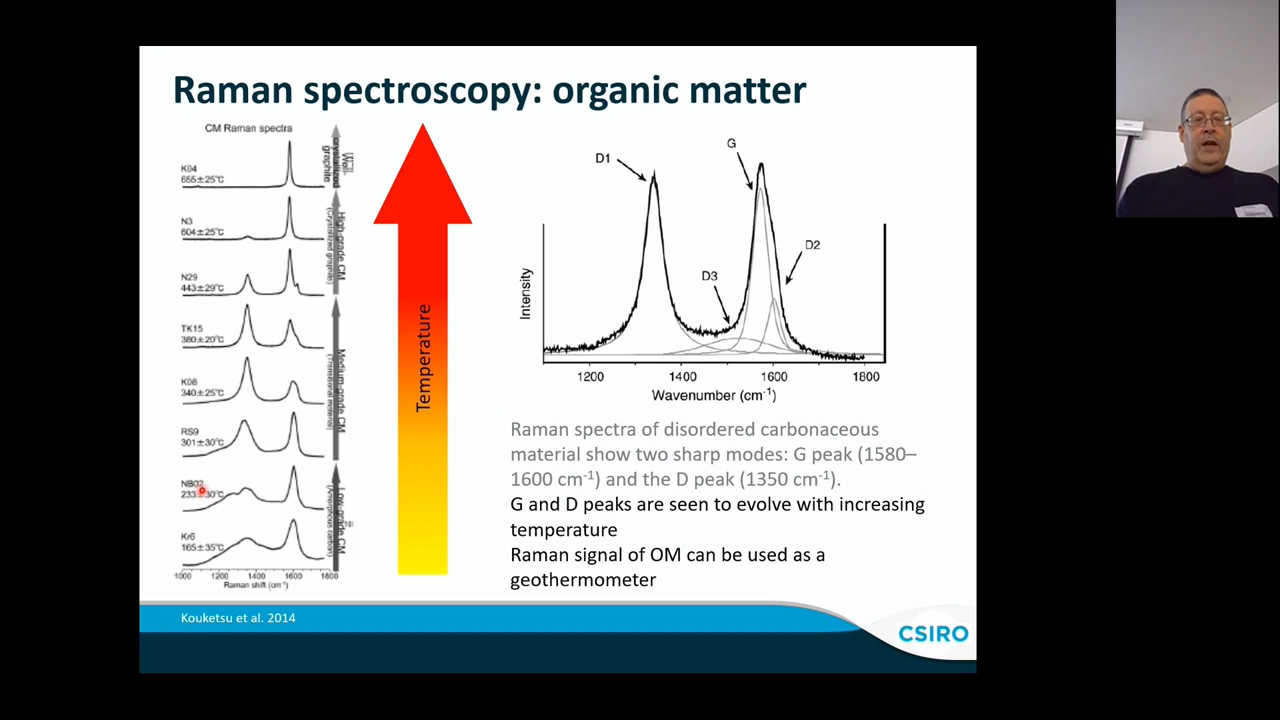 Raman spectroscopy: organic matter
CM Raman spectra
K04
655±25℃
N3
604±25℃
N29
443±29℃
TK15
380±20℃
K08
340±25℃
RS9
301±30℃
NB02
233±30℃
Kr6
165±35℃
1000 1200 1400 1600 1800
Raman shift (cm⁻¹)
Well-crystallized graphite
High-grade CM
(Crystallized graphite)
Medium-grade CM
(Transitional material)
Low-grade CM
(Amorphous carbon)
Temperature
D1
G
D2
D3
Intensity
1200 1400 1600 1800
Wavenumber (cm⁻¹)
Raman spectra of disordered carbonaceous
material show two sharp modes: G peak (1580–
1600 cm⁻¹) and the D peak (1350 cm⁻¹).
G and D peaks are seen to evolve with increasing
temperature
Raman signal of OM can be used as a
geothermometer
Kouketsu et al. 2014
CSIRO